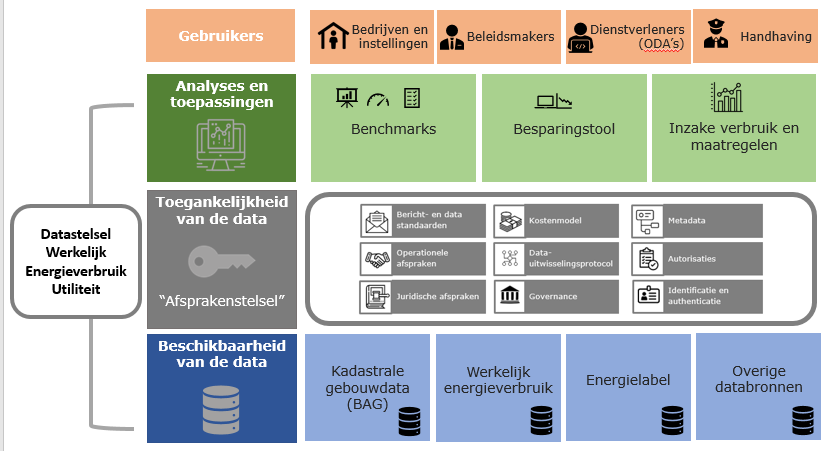 Gebruikers
Bedrijven en
instellingen
Beleidsmakers
Dienstverleners
(ODA's)
Handhaving
Analyses en
toepassingen
Benchmarks
Besparingstool
Inzake verbruik en
maatregelen
Datastelsel
Werkelijk
Energieverbruik
Utiliteit
Toegankelijkheid
van de data
"Afsprakenstelsel"
Bericht- en data
standaarden
Kostenmodel
Metadata
Operationele
afspraken
Data-
uitwisselingsprotocol
Autorisaties
Juridische afspraken
Governance
Identificatie en
authenticatie
Beschikbaarheid
van de data
Kadastrale
gebouwdata
(BAG)
Werkelijk
energieverbruik
Energielabel
Overige
databronnen